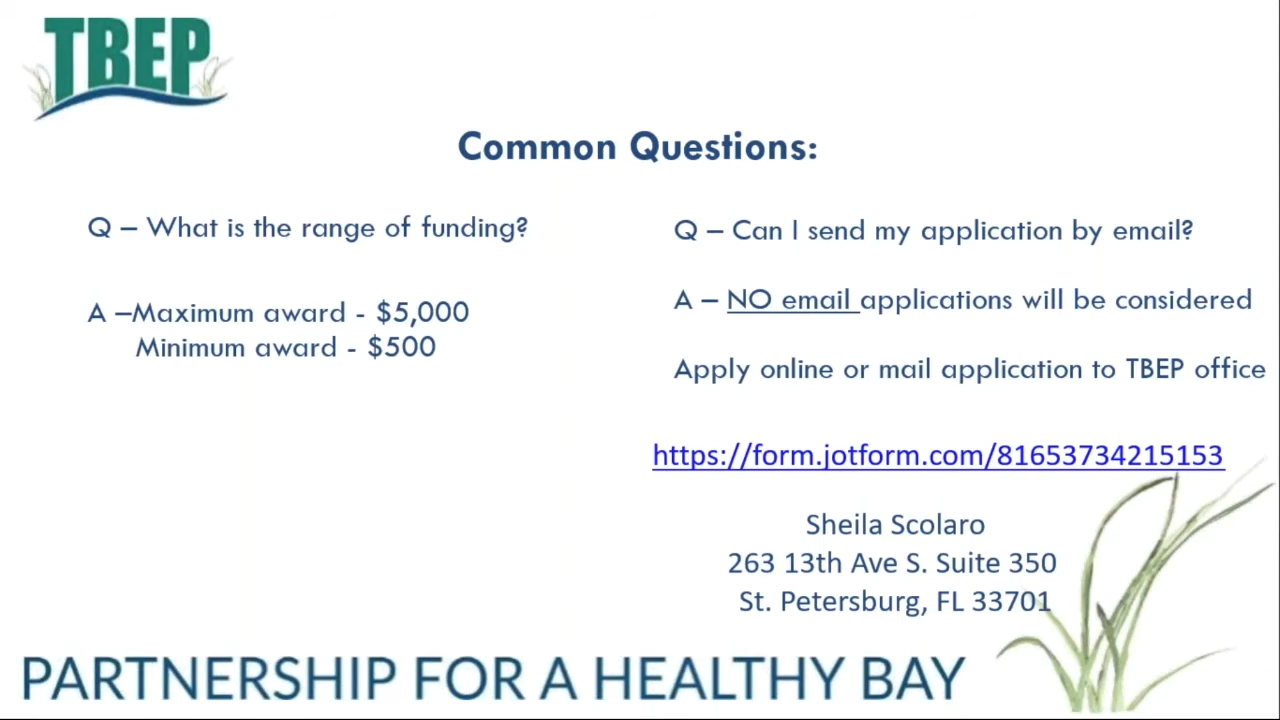 TBEP
Common Questions:
Q – What is the range of funding?
A –Maximum award - $5,000
Minimum award - $500
Q – Can I send my application by email?
A – NO email applications will be considered
Apply online or mail application to TBEP office
https://form.jotform.com/81653734215153
Sheila Scolaro
263 13th Ave S. Suite 350
St. Petersburg, FL 33701
PARTNERSHIP FOR A HEALTHY BAY